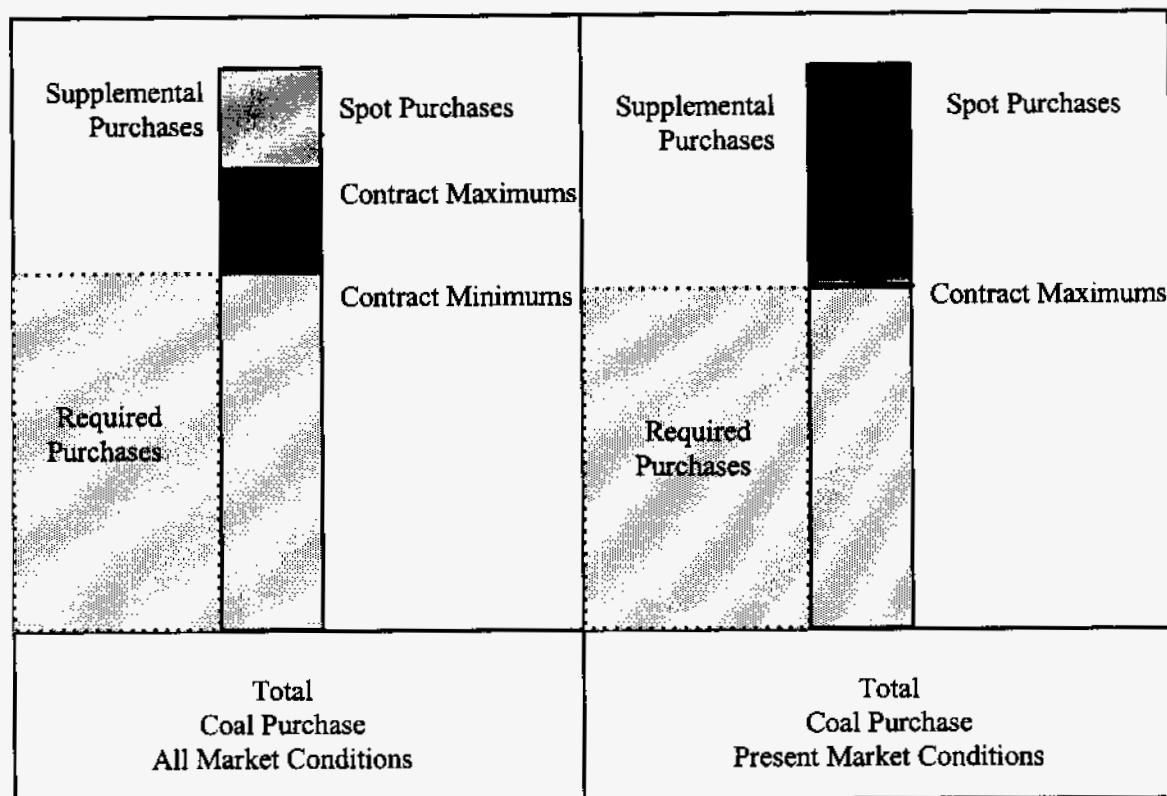 Supplemental
Purchases
Spot Purchases
Contract Maximums
Contract Minimums
Required
Purchases
Total
Coal Purchase
All Market Conditions
Supplemental
Purchases
Spot Purchases
Contract Maximums
Required
Purchases
Total
Coal Purchase
Present Market Conditions